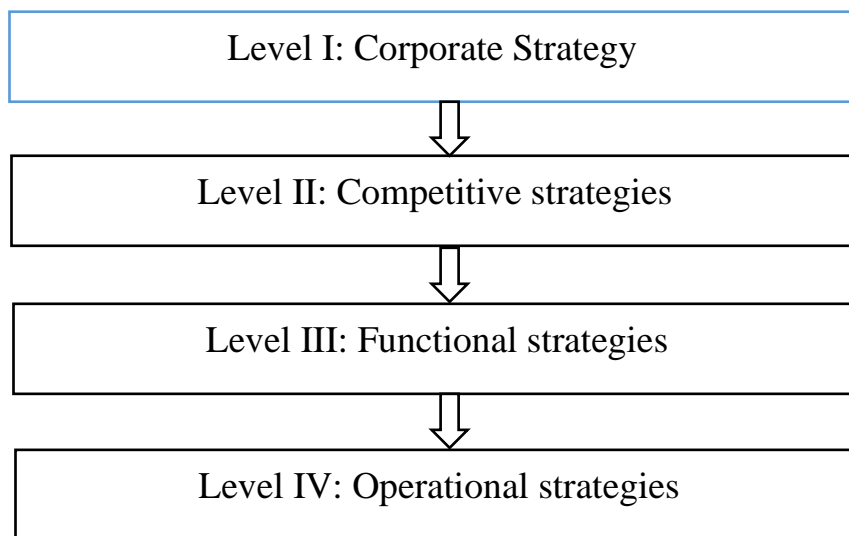 Level I: Corporate Strategy
Level II: Competitive strategies
Level III: Functional strategies
Level IV: Operational strategies